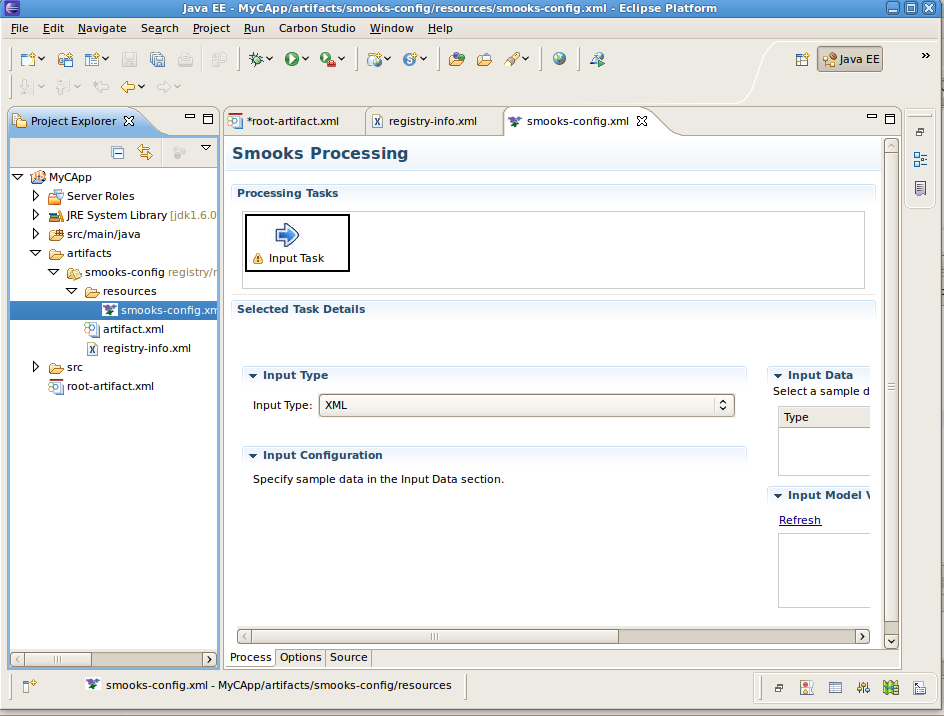 Java EE - MyCApp/artifacts/smooks-config/resources/smooks-config.xml - Eclipse Platform
File Edit Navigate Search Project Run Carbon Studio Window Help
Java EE
»
Project Explorer
*root-artifact.xml
registry-info.xml
smooks-config.xml
MyCApp
Server Roles
JRE System Library [jdk1.6.0
src/main/java
artifacts
smooks-config registry/r
resources
smooks-config.xm
artifact.xml
registry-info.xml
src
root-artifact.xml
Smooks Processing
Processing Tasks
Input Task
Selected Task Details
Input Type
Input Type: XML
Input Configuration
Specify sample data in the Input Data section.
Input Data
Select a sample d
Type
Input Model V
Refresh
Process Options Source
smooks-config.xml - MyCApp/artifacts/smooks-config/resources